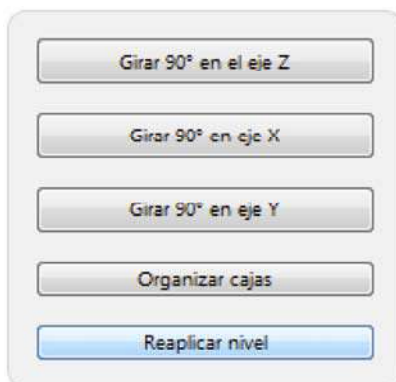 Girar 90° en el eje Z
Girar 90° en eje X
Girar 90° en eje Y
Organizar cajas
Reaplicar nivel